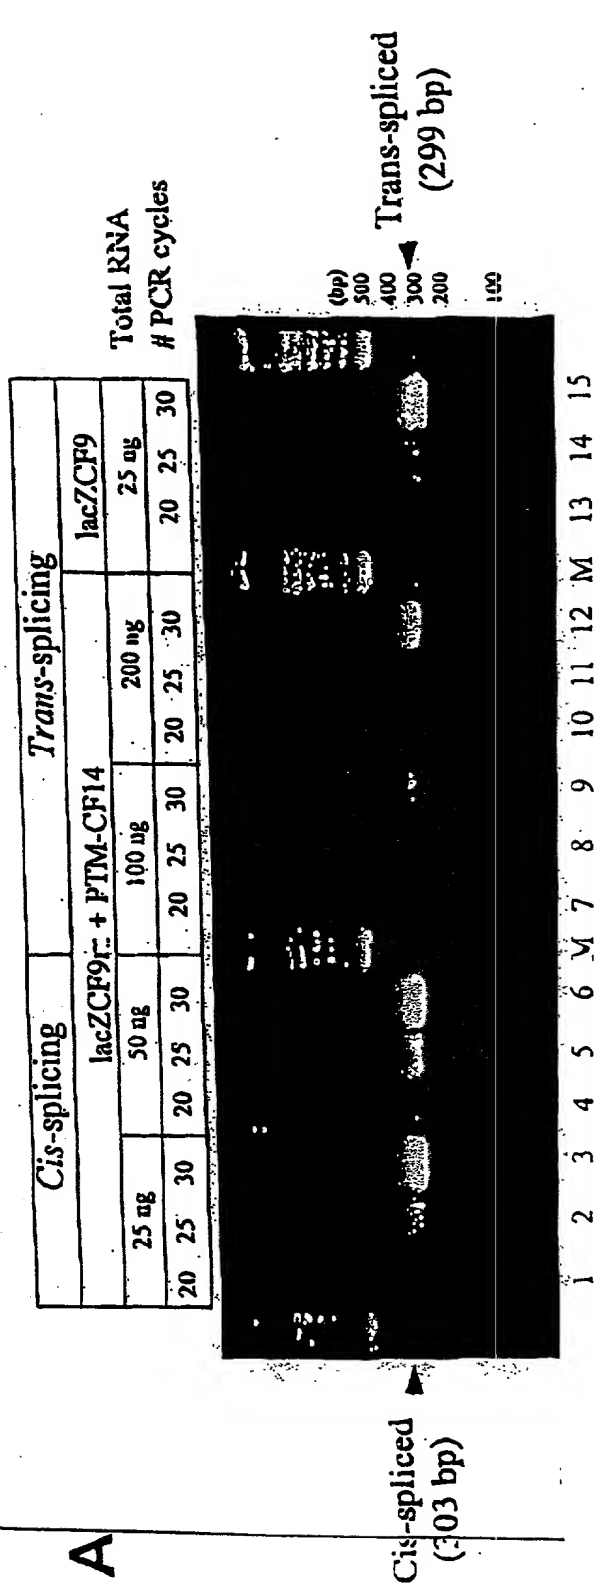 A
Cis-splicing Trans-splicing
lacZCF9m + PTM-CF14 lacZCF9
25 ng 50 ng 100 ng 200 ng 25 ng Total RNA
20 25 30 20 25 30 20 25 30 20 25 30 20 25 30 # PCR cycles
(bp)
500
400
300
200
100
Cis-spliced
(303 bp)
Trans-spliced
(299 bp)
1 2 3 4 5 6 M 7 8 9 10 11 12 M 13 14 15